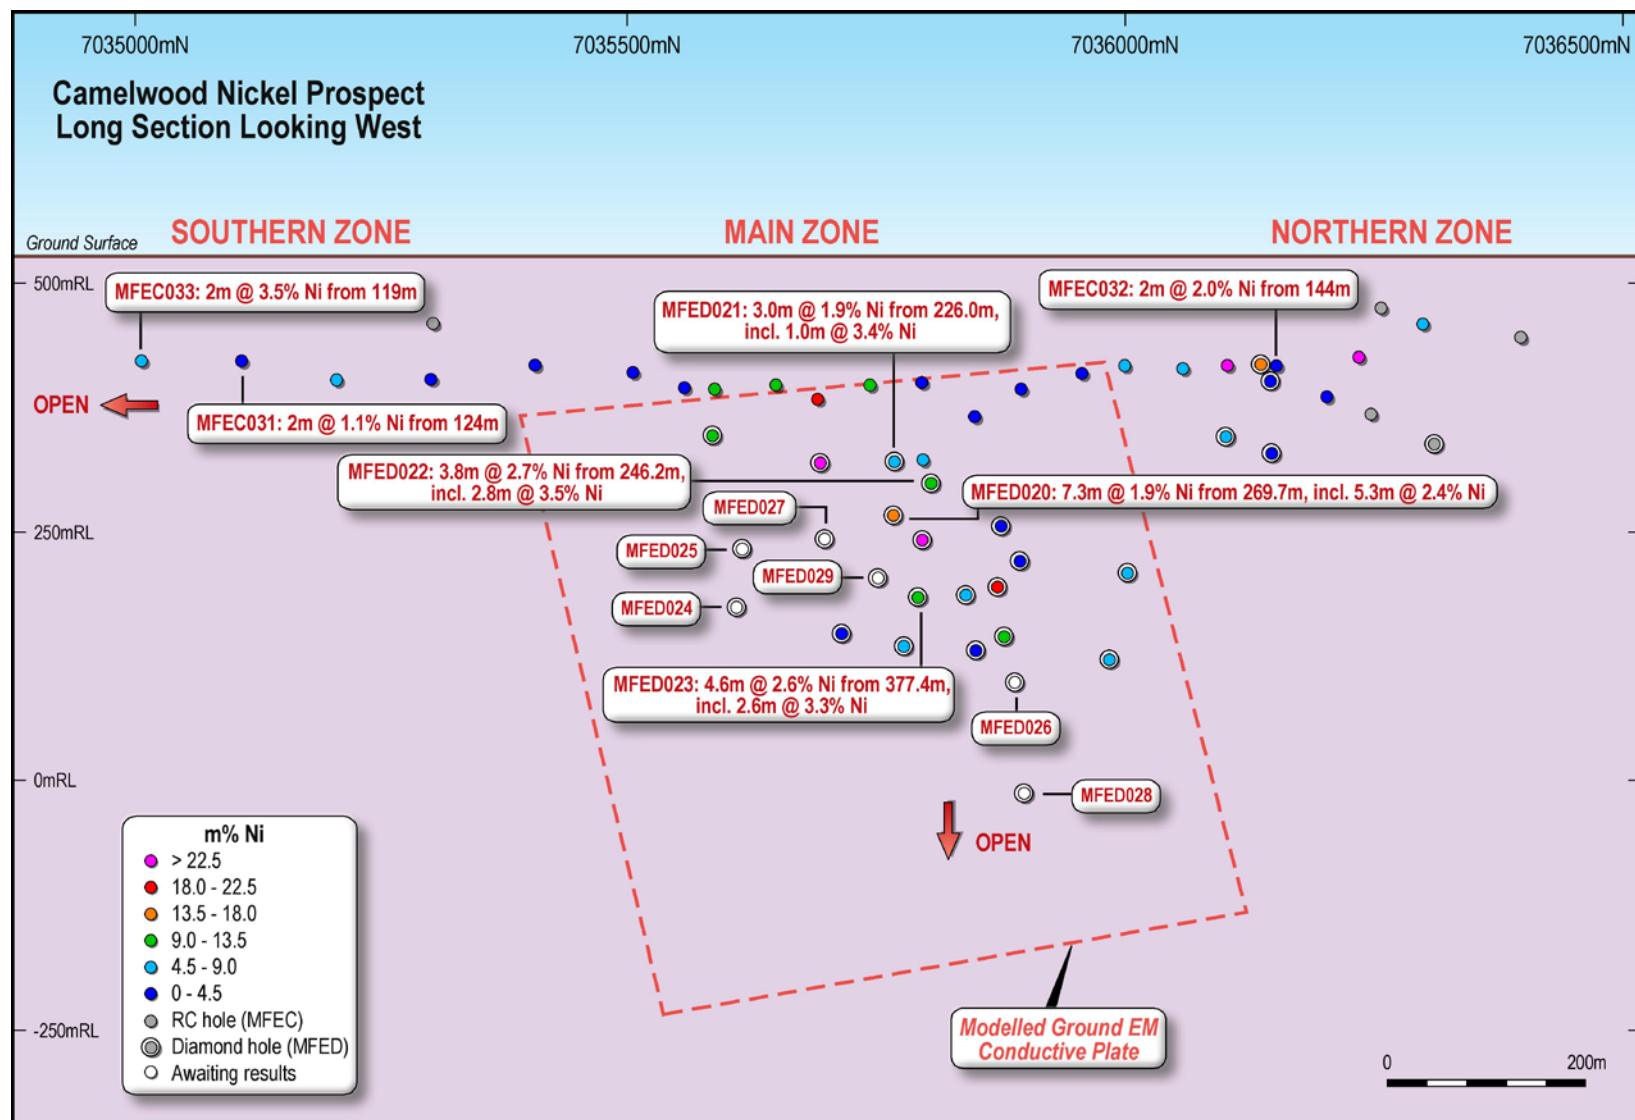 7035000mN
7035500mN
7036000mN
7036500mN
Camelwood Nickel Prospect
Long Section Looking West
Ground Surface
SOUTHERN ZONE
MAIN ZONE
NORTHERN ZONE
500mRL
MFEC033: 2m @ 3.5% Ni from 119m
MFED021: 3.0m @ 1.9% Ni from 226.0m,
incl. 1.0m @ 3.4% Ni
MFEC032: 2m @ 2.0% Ni from 144m
OPEN
MFEC031: 2m @ 1.1% Ni from 124m
MFED022: 3.8m @ 2.7% Ni from 246.2m,
incl. 2.8m @ 3.5% Ni
MFED020: 7.3m @ 1.9% Ni from 269.7m, incl. 5.3m @ 2.4% Ni
MFED027
250mRL
MFED025
MFED029
MFED024
MFED023: 4.6m @ 2.6% Ni from 377.4m,
incl. 2.6m @ 3.3% Ni
MFED026
0mRL
MFED028
OPEN
m% Ni
> 22.5
18.0 - 22.5
13.5 - 18.0
9.0 - 13.5
4.5 - 9.0
0 - 4.5
RC hole (MFEC)
Diamond hole (MFED)
Awaiting results
-250mRL
Modelled Ground EM
Conductive Plate
0
200m